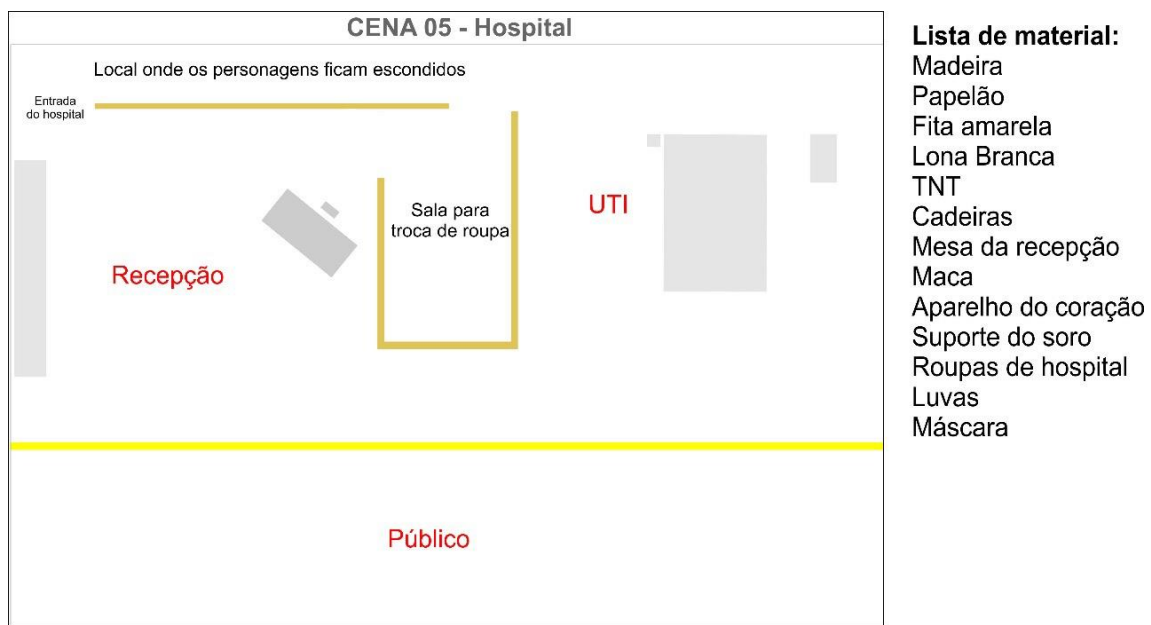 CENA 05 - Hospital
Local onde os personagens ficam escondidos
Entrada
do hospital
Sala para
troca de roupa
UTI
Recepção
Público
Lista de material:
Madeira
Papelão
Fita amarela
Lona Branca
TNT
Cadeiras
Mesa da recepção
Maca
Aparelho do coração
Suporte do soro
Roupas de hospital
Luvas
Máscara